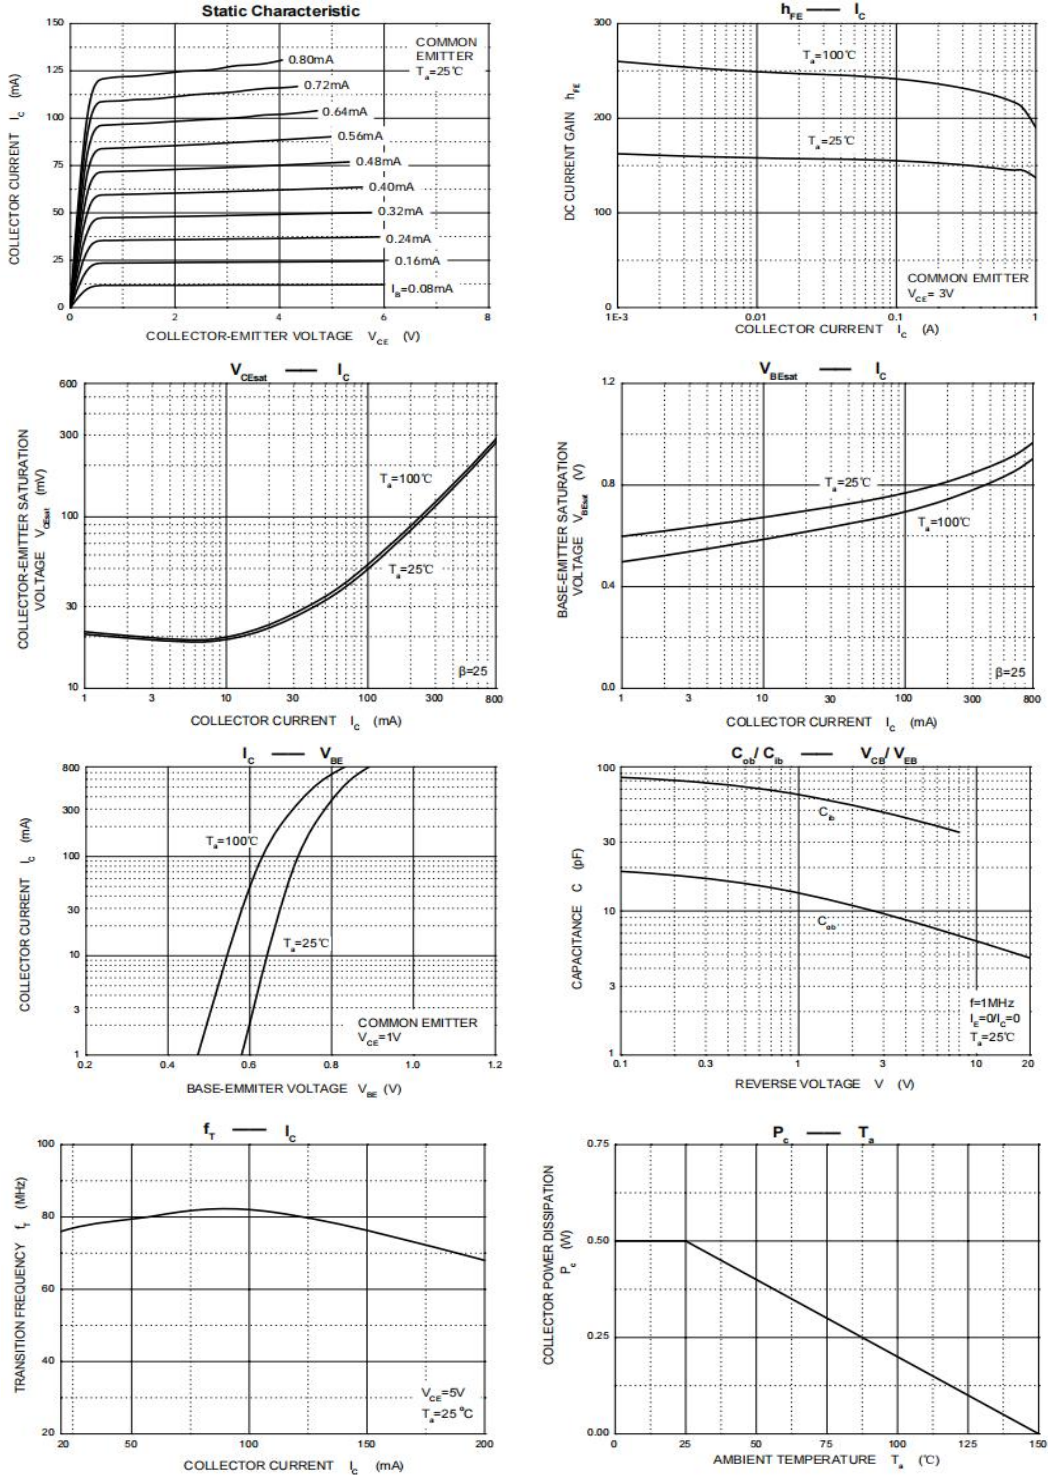 Static Characteristic
COLLECTOR CURRENT I_C (mA)
150
125
100
75
50
25
0
COMMON
EMITTER
T_a=25℃
0.80mA
0.72mA
0.64mA
0.56mA
0.48mA
0.40mA
0.32mA
0.24mA
0.16mA
I_B=0.08mA
0 2 4 6 8
COLLECTOR-EMITTER VOLTAGE V_CE (V)
h_FE —— I_C
DC CURRENT GAIN h_FE
300
200
100
0
T_a=100℃
T_a=25℃
COMMON EMITTER
V_CE= 3V
1E-3 0.01 0.1 1
COLLECTOR CURRENT I_C (A)
V_CEsat —— I_C
COLLECTOR-EMITTER SATURATION
VOLTAGE V_CEsat (mV)
600
300
100
30
10
T_a=100℃
T_a=25℃
β=25
1 3 10 30 100 300 800
COLLECTOR CURRENT I_C (mA)
V_BEsat —— I_C
BASE-EMITTER SATURATION
VOLTAGE V_BEsat (V)
1.2
0.8
0.4
0.0
T_a=25℃
T_a=100℃
β=25
1 3 10 30 100 300 800
COLLECTOR CURRENT I_C (mA)
I_C —— V_BE
COLLECTOR CURRENT I_C (mA)
800
300
100
30
10
3
1
T_a=100℃
T_a=25℃
COMMON EMITTER
V_CE=1V
0.2 0.4 0.6 0.8 1.0 1.2
BASE-EMMITER VOLTAGE V_BE (V)
C_ob/ C_ib —— V_CB/ V_EB
CAPACITANCE C (pF)
100
30
10
3
1
C_ib
C_ob
f=1MHz
I_E=0/I_C=0
T_a=25℃
0.1 0.3 1 3 10 20
REVERSE VOLTAGE V (V)
f_T —— I_C
TRANSITION FREQUENCY f_T (MHz)
100
80
60
40
20
V_CE=5V
T_a=25℃
20 50 100 150 200
COLLECTOR CURRENT I_C (mA)
P_c —— T_a
COLLECTOR POWER DISSIPATION
P_c (W)
0.75
0.50
0.25
0.00
0 25 50 75 100 125 150
AMBIENT TEMPERATURE T_a (℃)